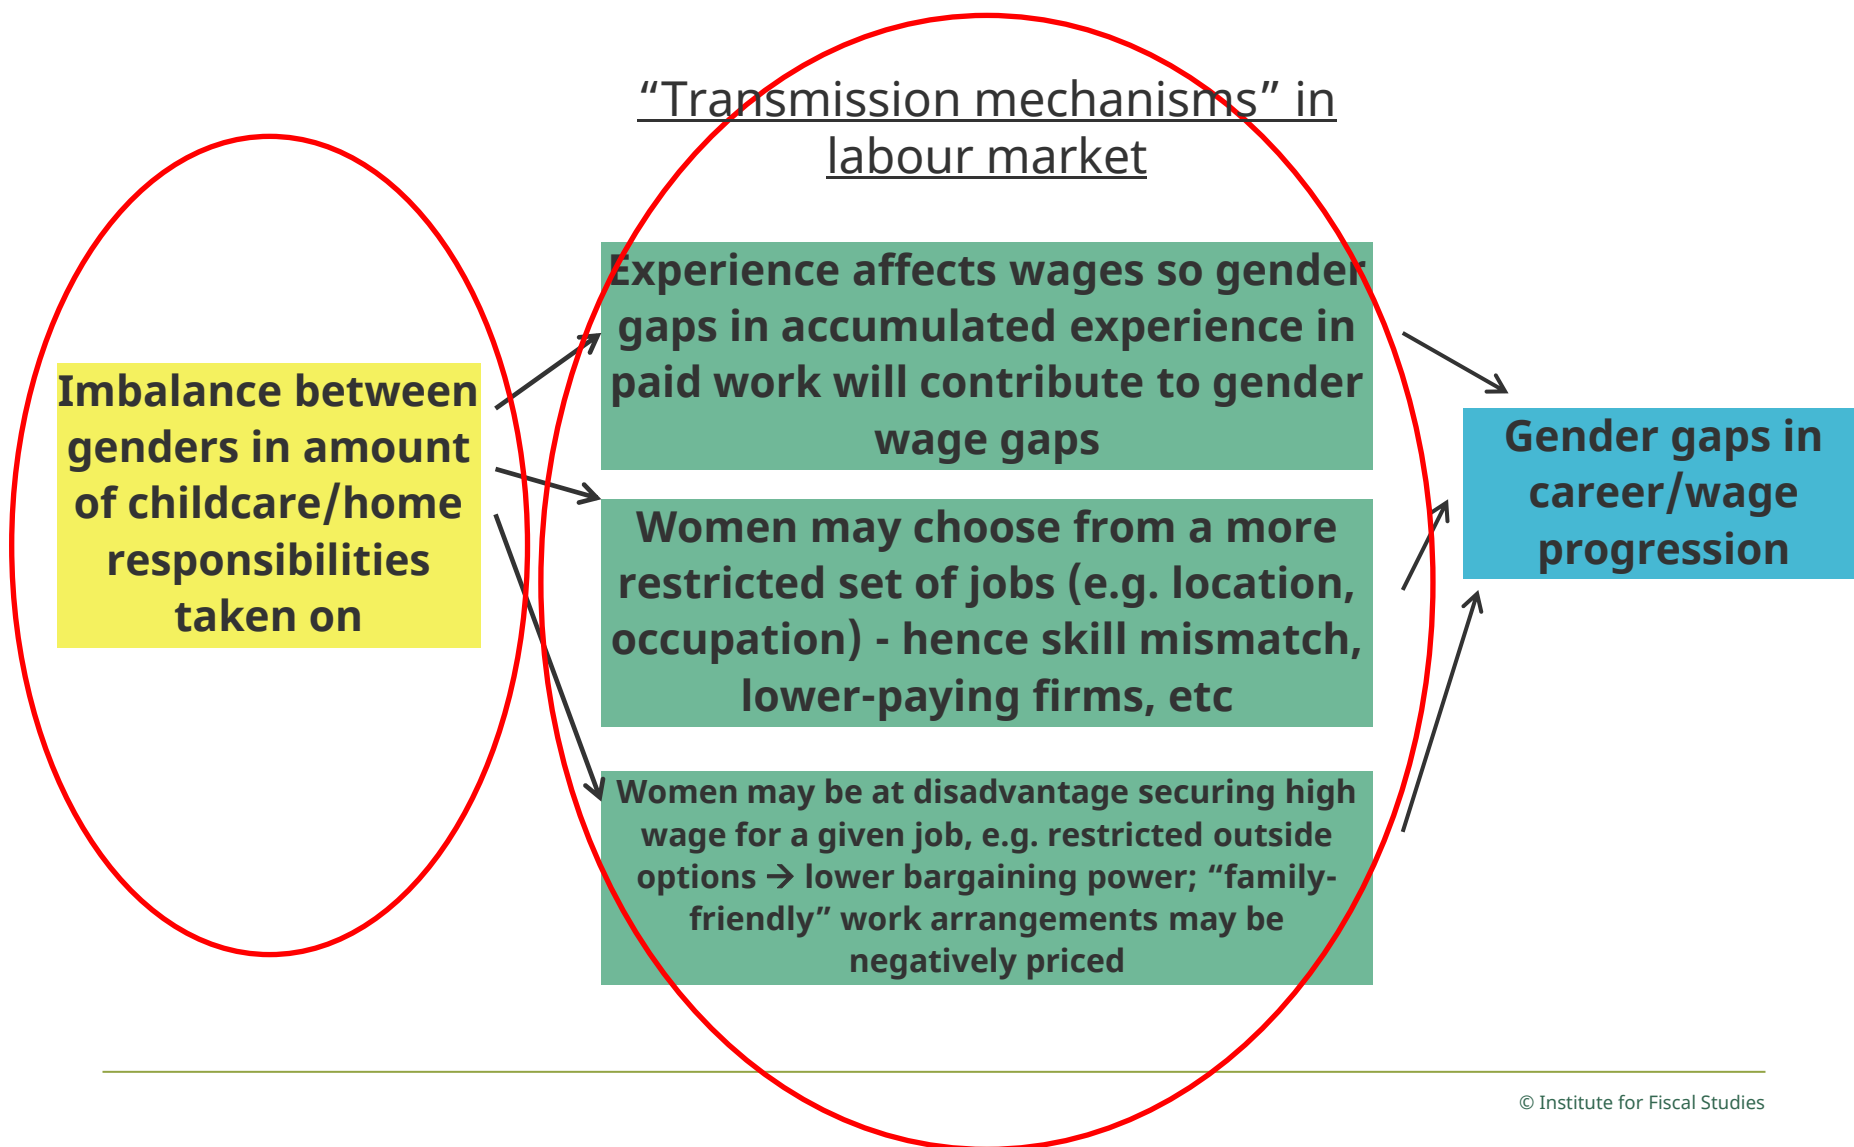 “Transmission mechanisms” in
labour market
Imbalance between
genders in amount
of childcare/home
responsibilities
taken on
Experience affects wages so gender
gaps in accumulated experience in
paid work will contribute to gender
wage gaps
Women may choose from a more
restricted set of jobs (e.g. location,
occupation) - hence skill mismatch,
lower-paying firms, etc
Women may be at disadvantage securing high
wage for a given job, e.g. restricted outside
options → lower bargaining power; “family-
friendly” work arrangements may be
negatively priced
Gender gaps in
career/wage
progression
© Institute for Fiscal Studies